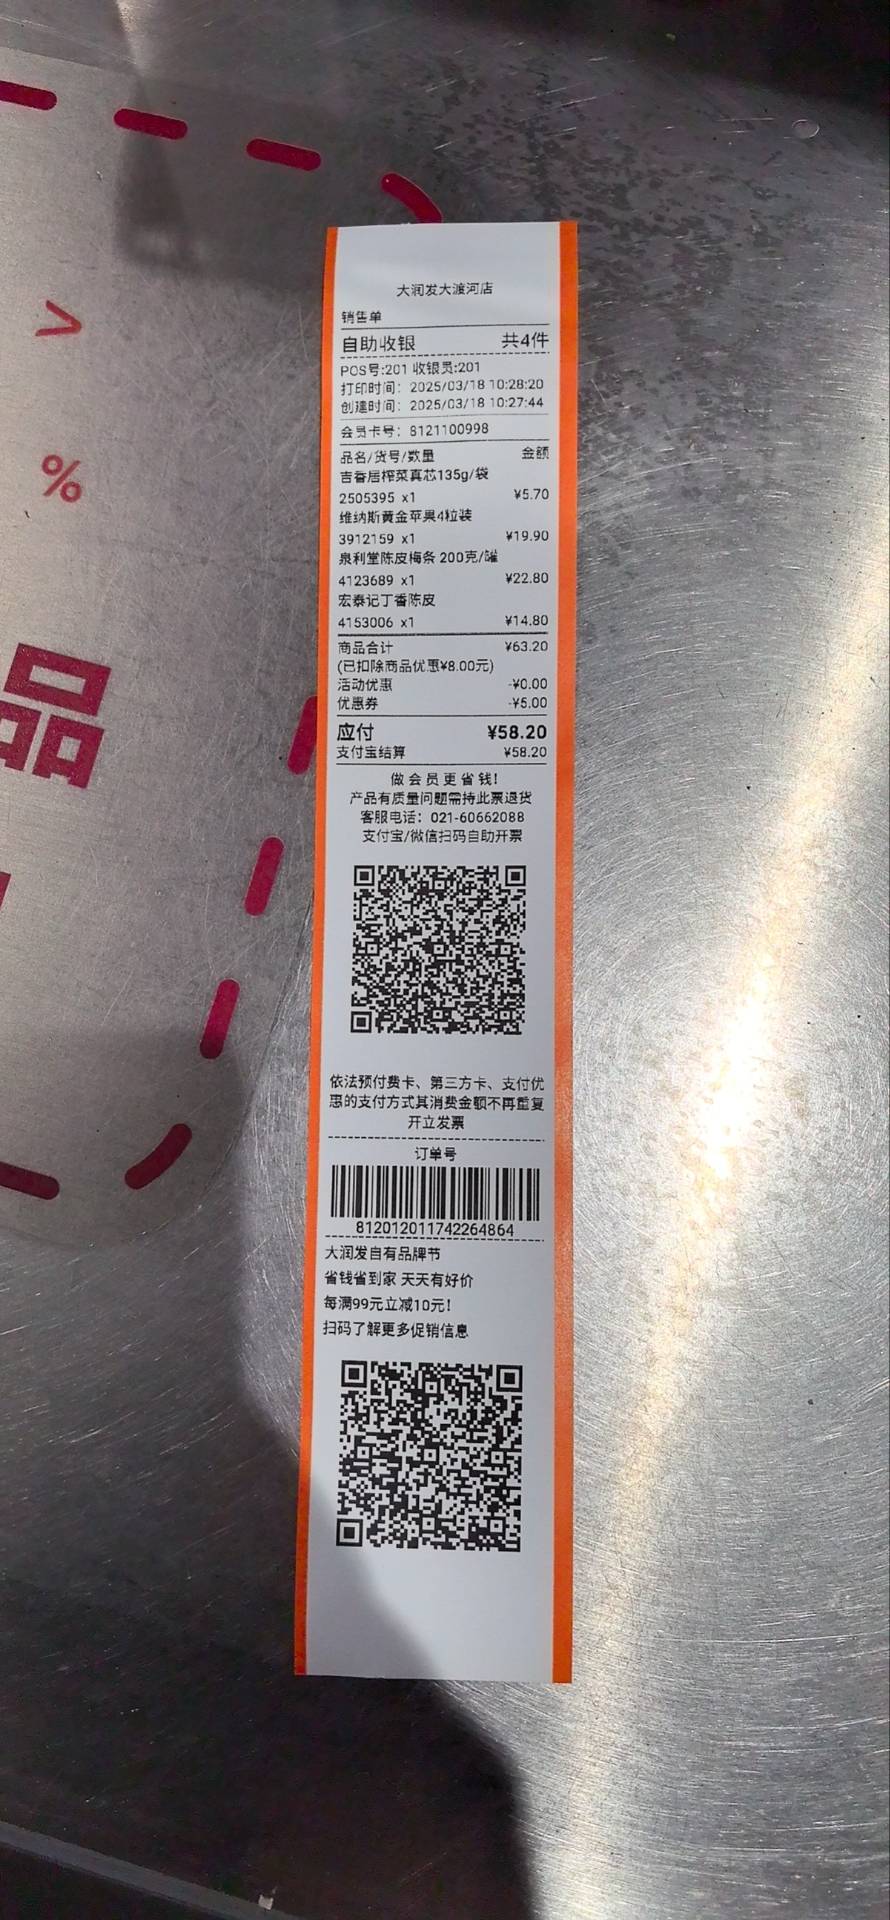 大润发大渡河店
销售单
自助收银 共4件
POS号:201 收银员:201
打印时间: 2025/03/18 10:28:20
创建时间: 2025/03/18 10:27:44
会员卡号: 8121100998
品名/货号/数量 金额
吉香居榨菜真芯135g/袋
2505395 x1 ¥5.70
维纳斯黄金苹果4粒装
3912159 x1 ¥19.90
泉利堂陈皮梅条 200克/罐
4123689 x1 ¥22.80
宏泰记丁香陈皮
4153006 x1 ¥14.80
商品合计 ¥63.20
(已扣除商品优惠¥8.00元)
活动优惠 -¥0.00
优惠券 -¥5.00
应付 ¥58.20
支付宝结算 ¥58.20
做会员更省钱!
产品有质量问题需持此票退货
客服电话: 021-60662088
支付宝/微信扫码自助开票
依法预付费卡、第三方卡、支付优
惠的支付方式其消费金额不再重复
开立发票
订单号
812012011742264864
大润发自有品牌节
省钱省到家 天天有好价
每满99元立减10元!
扫码了解更多促销信息
%
品